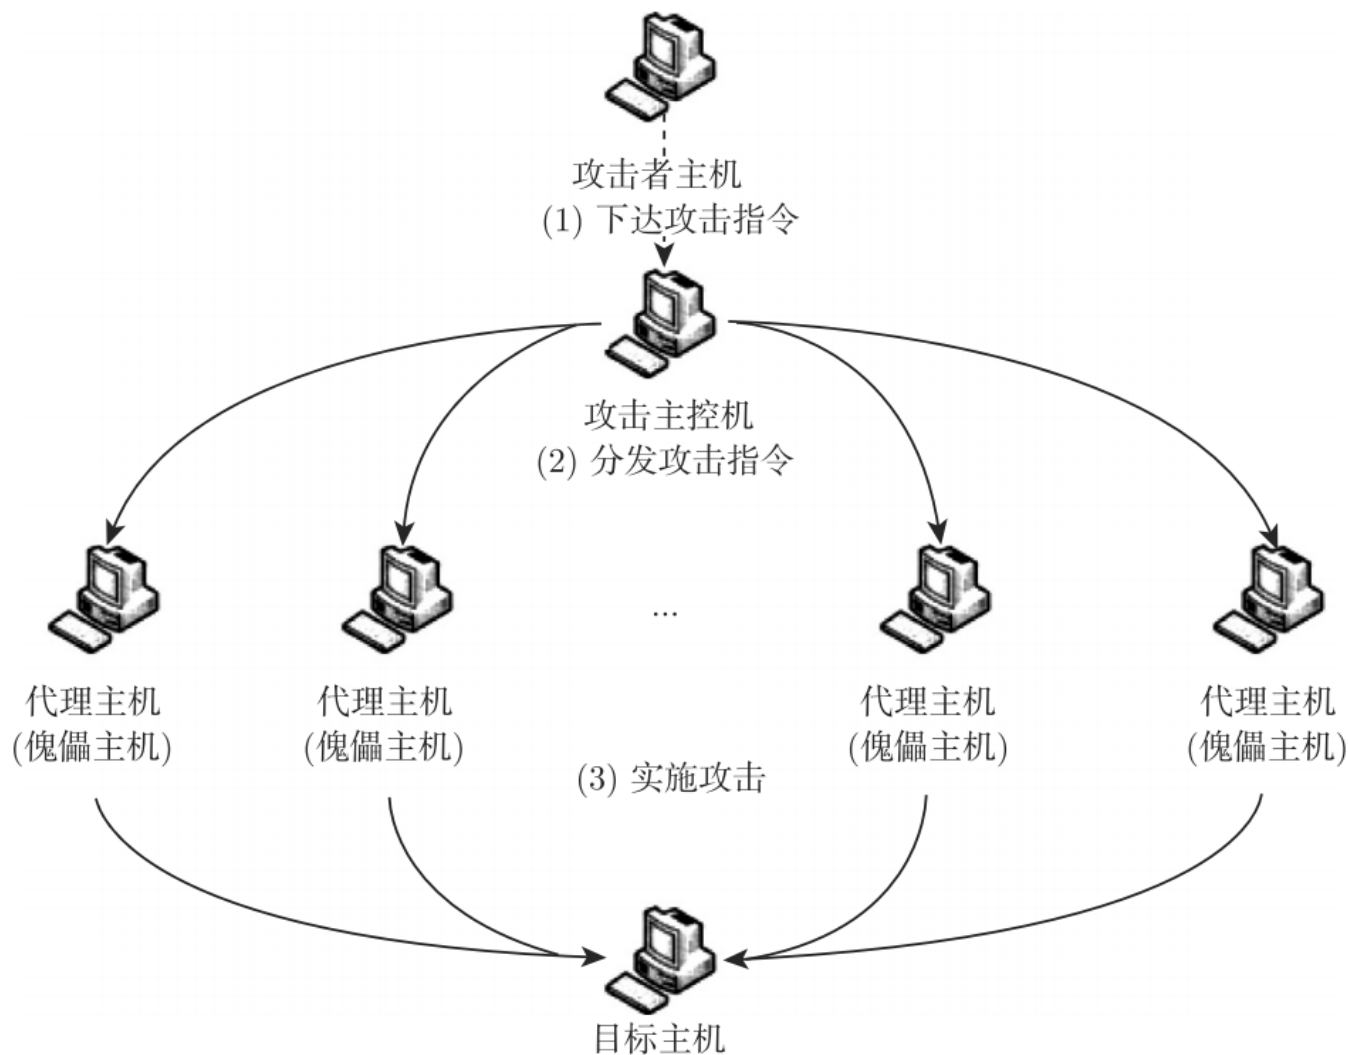 攻击者主机
(1) 下达攻击指令
攻击主控机
(2) 分发攻击指令
...
代理主机
(傀儡主机)
代理主机
(傀儡主机)
代理主机
(傀儡主机)
代理主机
(傀儡主机)
(3) 实施攻击
目标主机